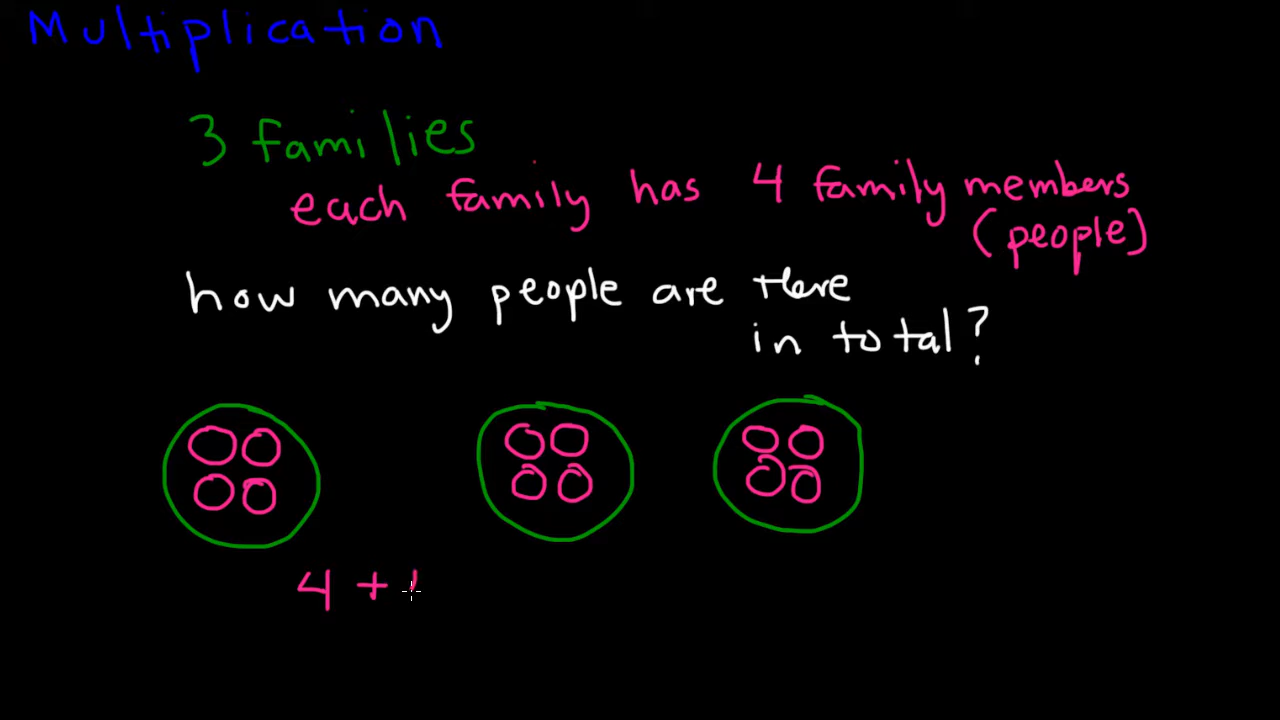 Multiplication
3 families
each family has 4 family members
(people)
how many people are there
in total?
4 +